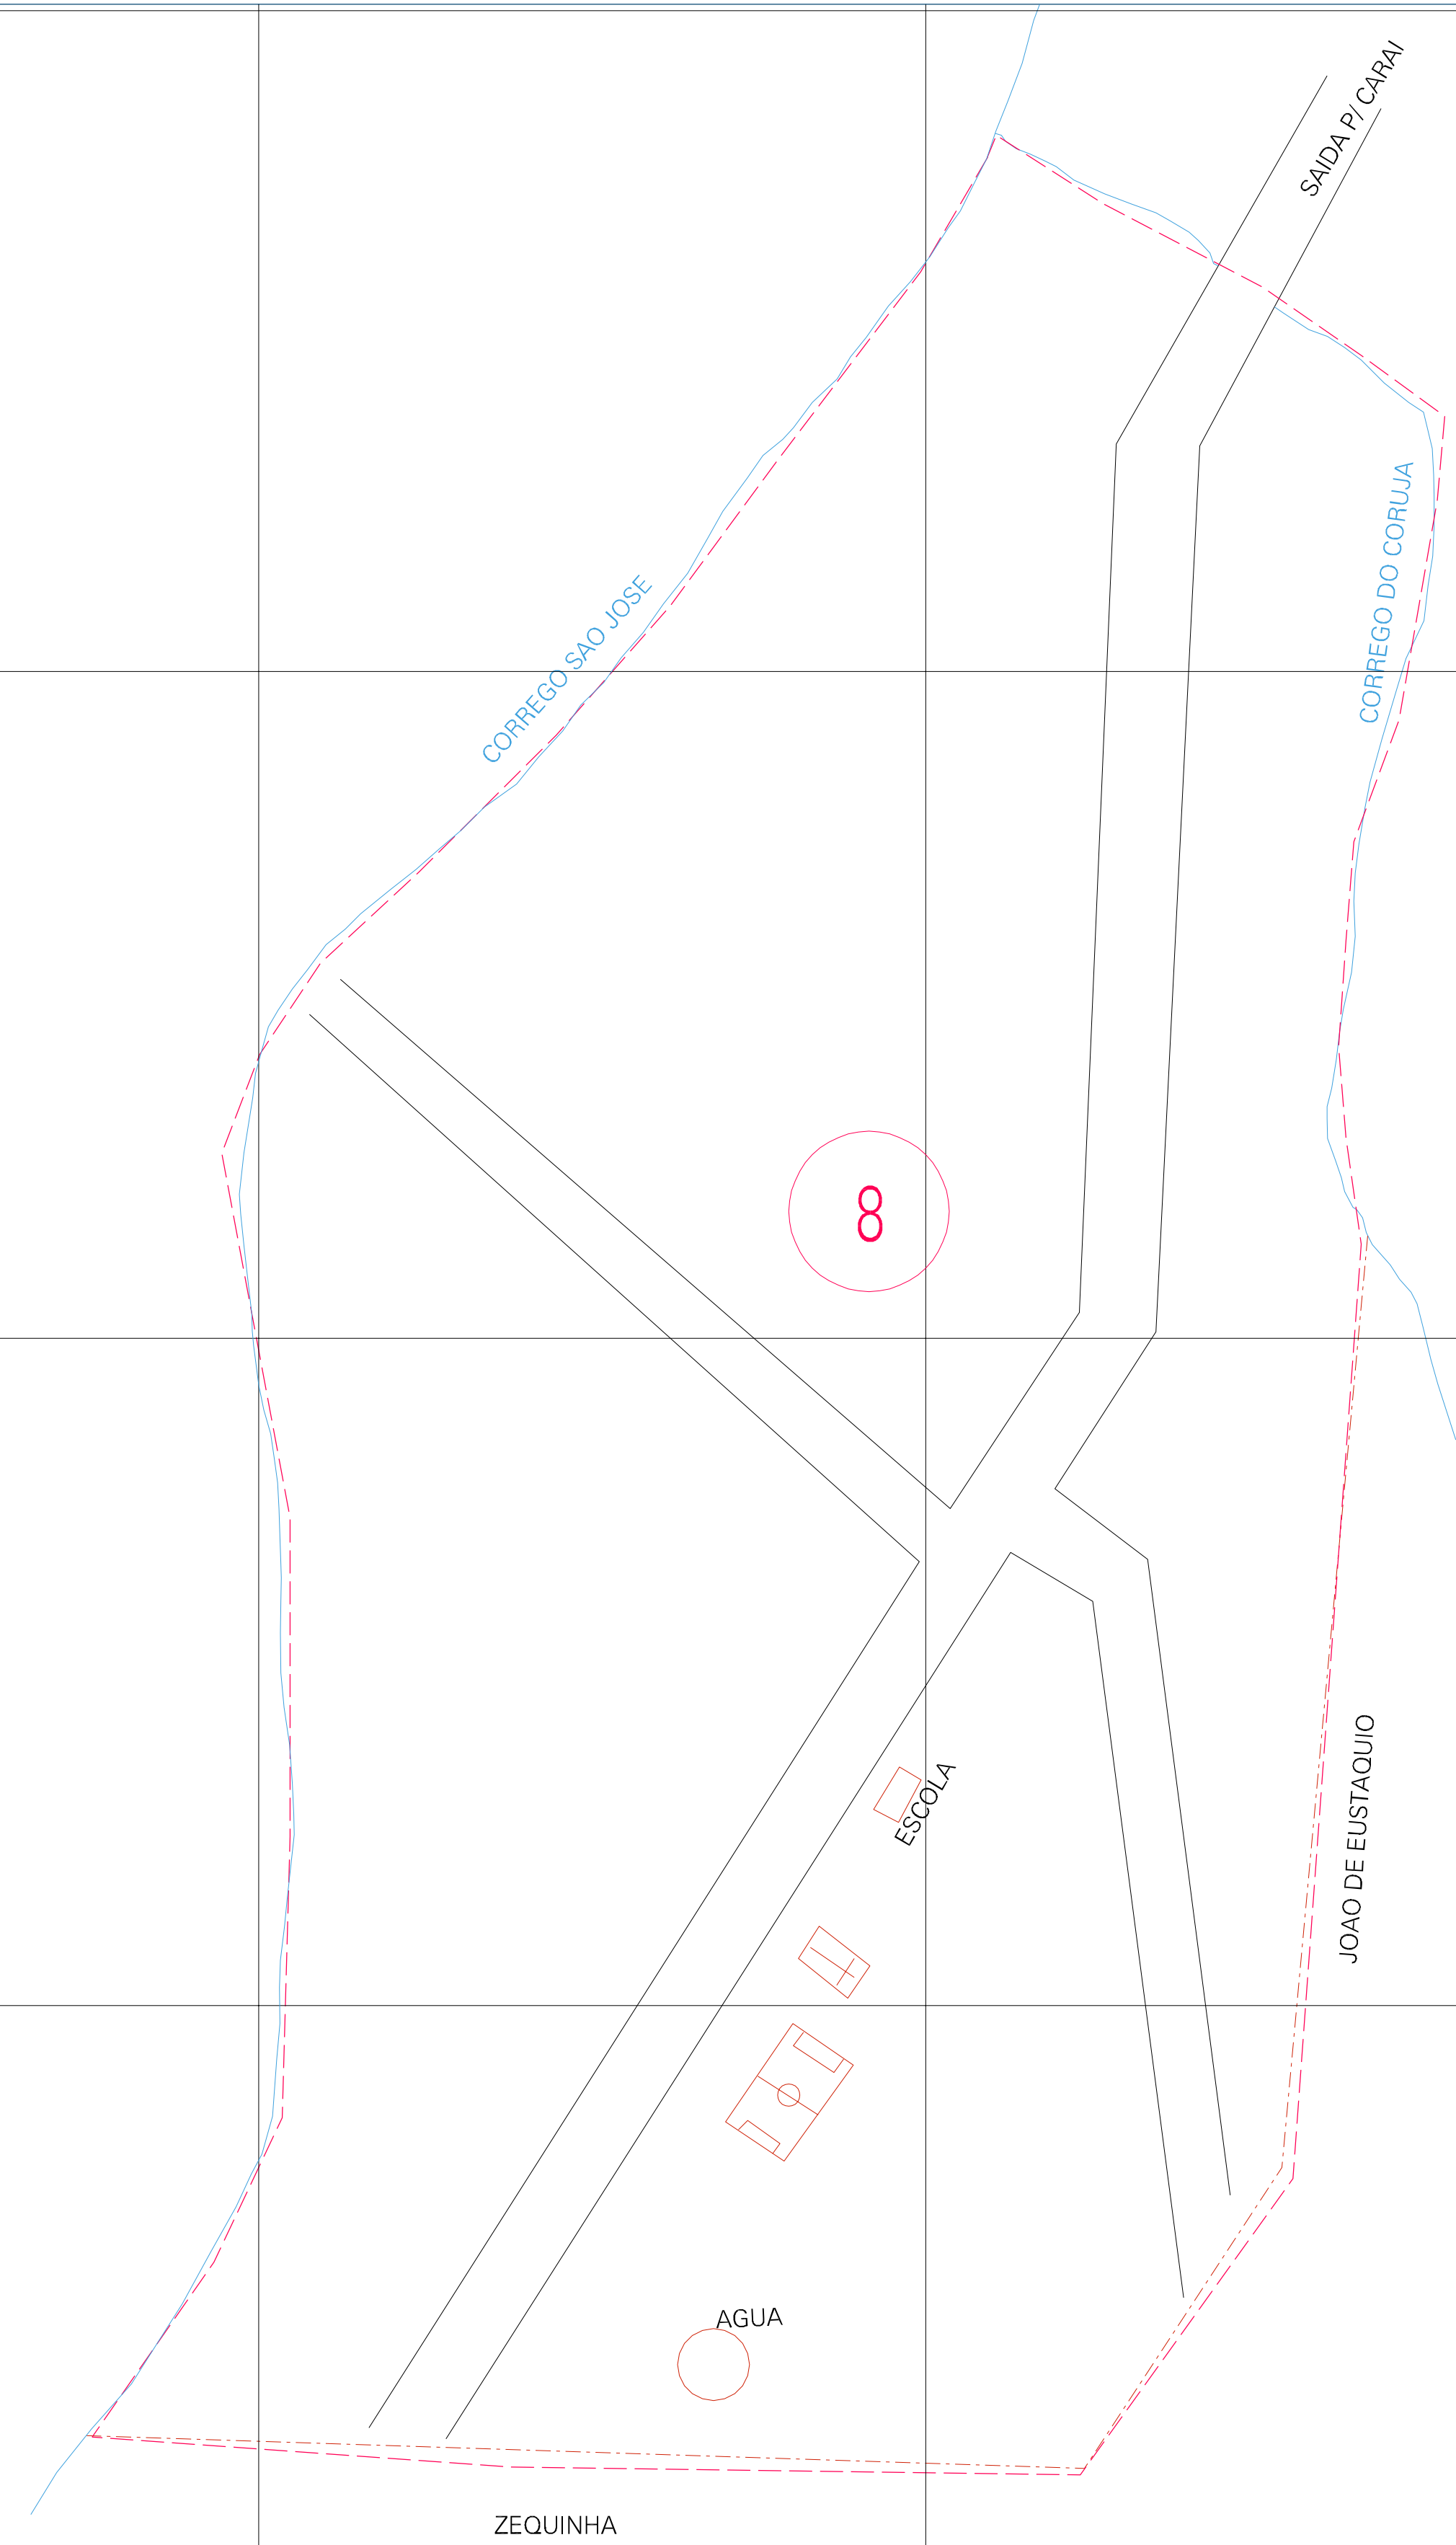 SAIDA P/ CARAI
CORREGO DO CORUJA
CORREGO SAO JOSE
8
JOAO DE EUSTAQUIO
ESCOLA
AGUA
ZEQUINHA